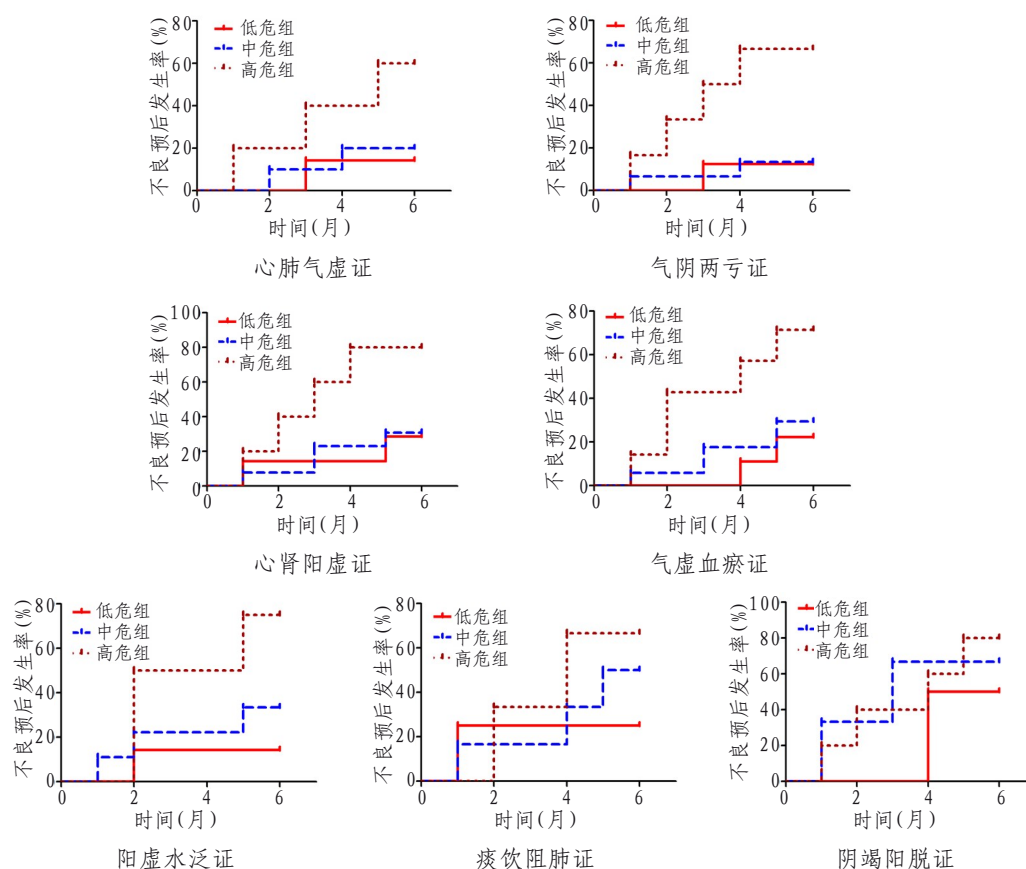 不良预后发生率(%)
80
60
40
20
0
低危组
中危组
高危组
0 2 4 6
时间(月)
心肺气虚证
不良预后发生率(%)
80
60
40
20
0
低危组
中危组
高危组
0 2 4 6
时间(月)
气阴两亏证
不良预后发生率(%)
100
80
60
40
20
0
低危组
中危组
高危组
0 2 4 6
时间(月)
心肾阳虚证
不良预后发生率(%)
80
60
40
20
0
低危组
中危组
高危组
0 2 4 6
时间(月)
气虚血瘀证
不良预后发生率(%)
80
60
40
20
0
低危组
中危组
高危组
0 2 4 6
时间(月)
阳虚水泛证
不良预后发生率(%)
80
60
40
20
0
低危组
中危组
高危组
0 2 4 6
时间(月)
痰饮阻肺证
不良预后发生率(%)
100
80
60
40
20
0
低危组
中危组
高危组
0 2 4 6
时间(月)
阴竭阳脱证